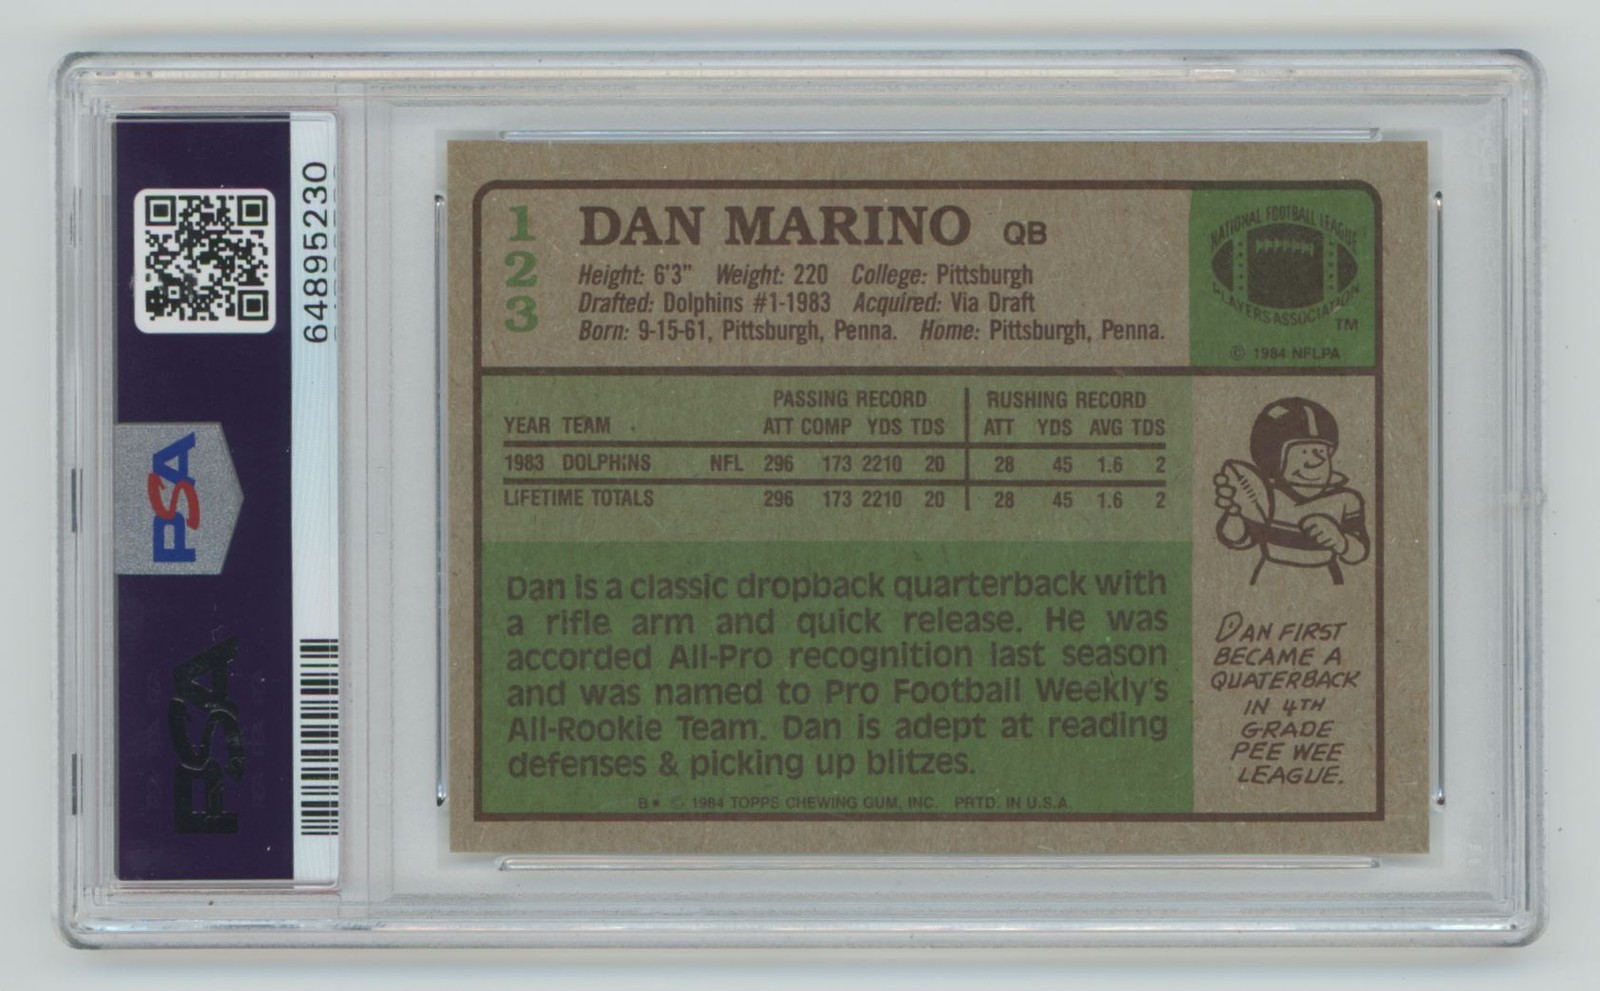 64895230
PSA
PSA
123
DAN MARINO QB
Height: 6'3" Weight: 220 College: Pittsburgh
Drafted: Dolphins #1-1983 Acquired: Via Draft
Born: 9-15-61, Pittsburgh, Penna. Home: Pittsburgh, Penna.
NATIONAL FOOTBALL LEAGUE
PLAYERS ASSOCIATION
TM
© 1984 NFLPA
PASSING RECORD RUSHING RECORD
YEAR TEAM ATT COMP YDS TDS ATT YDS AVG TDS
1983 DOLPHINS NFL 296 173 2210 20 28 45 1.6 2
LIFETIME TOTALS 296 173 2210 20 28 45 1.6 2
Dan is a classic dropback quarterback with
a rifle arm and quick release. He was
accorded All-Pro recognition last season
and was named to Pro Football Weekly's
All-Rookie Team. Dan is adept at reading
defenses & picking up blitzes.
B* © 1984 TOPPS CHEWING GUM, INC. PRTD. IN U.S.A.
DAN FIRST
BECAME A
QUATERBACK
IN 4TH
GRADE
PEE WEE
LEAGUE.